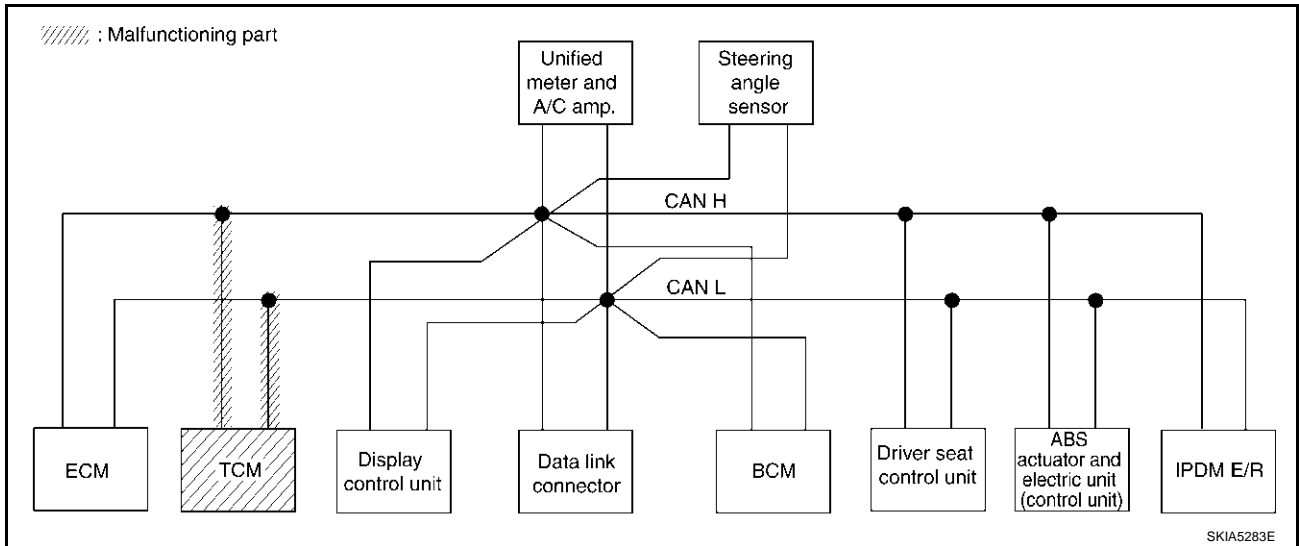 : Malfunctioning part
Unified
meter and
A/C amp.
Steering
angle
sensor
CAN H
CAN L
ECM
TCM
Display
control unit
Data link
connector
BCM
Driver seat
control unit
ABS
actuator and
electric unit
(control unit)
IPDM E/R
SKIA5283E